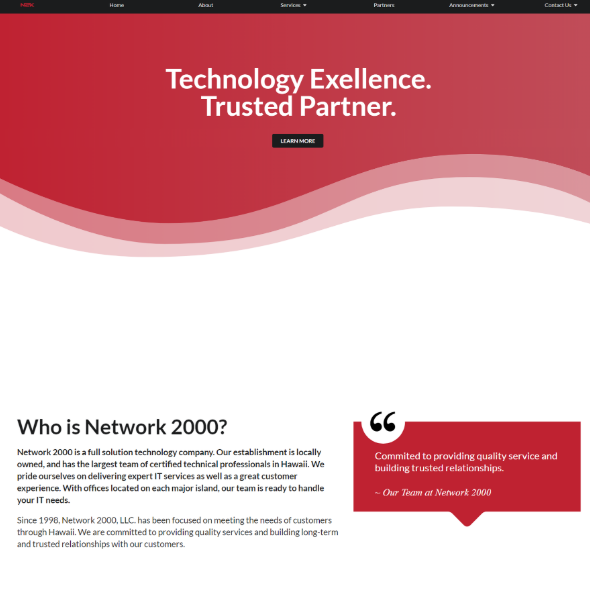 Home About Services Partners Announcements Contact Us
Technology Exellence.
Trusted Partner.
LEARN MORE
Who is Network 2000?
Network 2000 is a full solution technology company. Our establishment is locally
owned, and has the largest team of certified technical professionals in Hawaii. We
pride ourselves on delivering expert IT services as well as a great customer
experience. With offices located on each major island, our team is ready to handle
your IT needs.
Since 1998, Network 2000, LLC. has been focused on meeting the needs of customers
through Hawaii. We are committed to providing quality services and building long-term
and trusted relationships with our customers.
“
Commited to providing quality service and
building trusted relationships.
~ Our Team at Network 2000